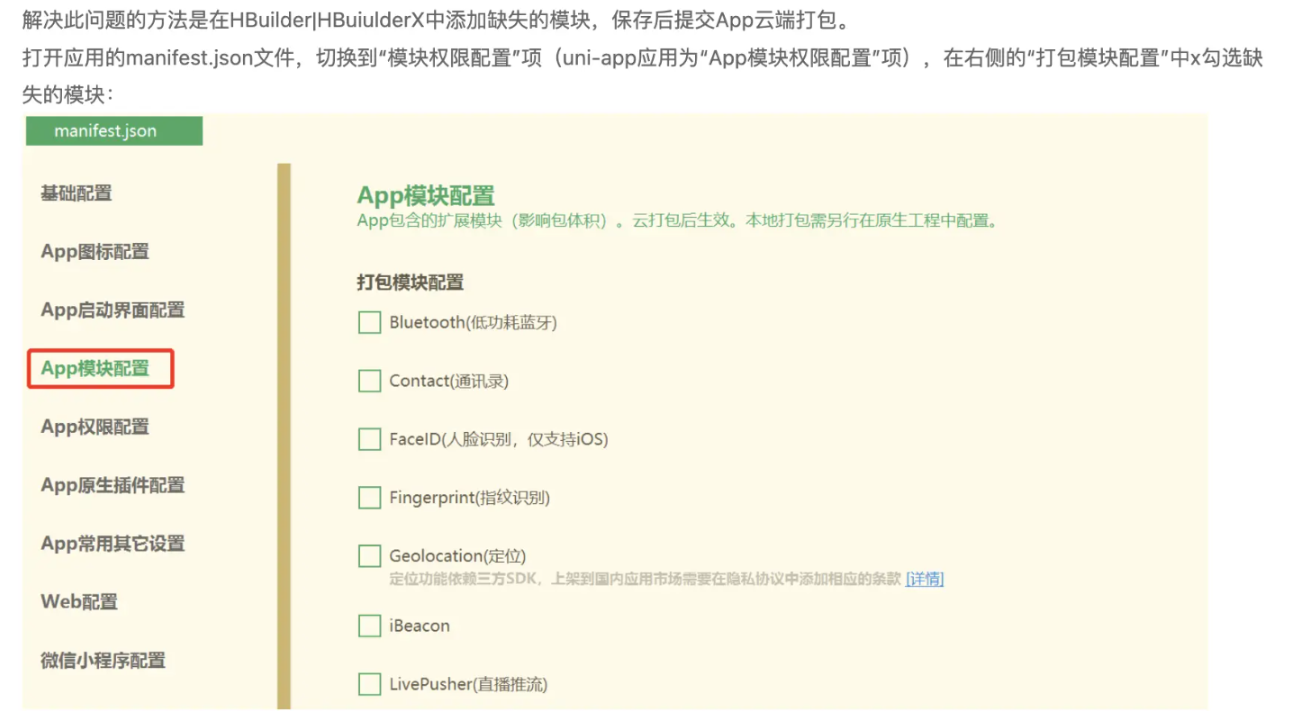 解决此问题的方法是在HBuilder|HBuiulderX中添加缺失的模块，保存后提交App云端打包。
打开应用的manifest.json文件，切换到“模块权限配置”项（uni-app应用为“App模块权限配置”项），在右侧的“打包模块配置”中x勾选缺
失的模块：
manifest.json
基础配置
App图标配置
App启动界面配置
App模块配置
App权限配置
App原生插件配置
App常用其它设置
Web配置
微信小程序配置
App模块配置
App包含的扩展模块（影响包体积）。云打包后生效。本地打包需另行在原生工程中配置。
打包模块配置
Bluetooth(低功耗蓝牙)
Contact(通讯录)
FaceID(人脸识别，仅支持iOS)
Fingerprint(指纹识别)
Geolocation(定位)
定位功能依赖三方SDK，上架到国内应用市场需要在隐私协议中添加相应的条款 [详情]
iBeacon
LivePusher(直播推流)